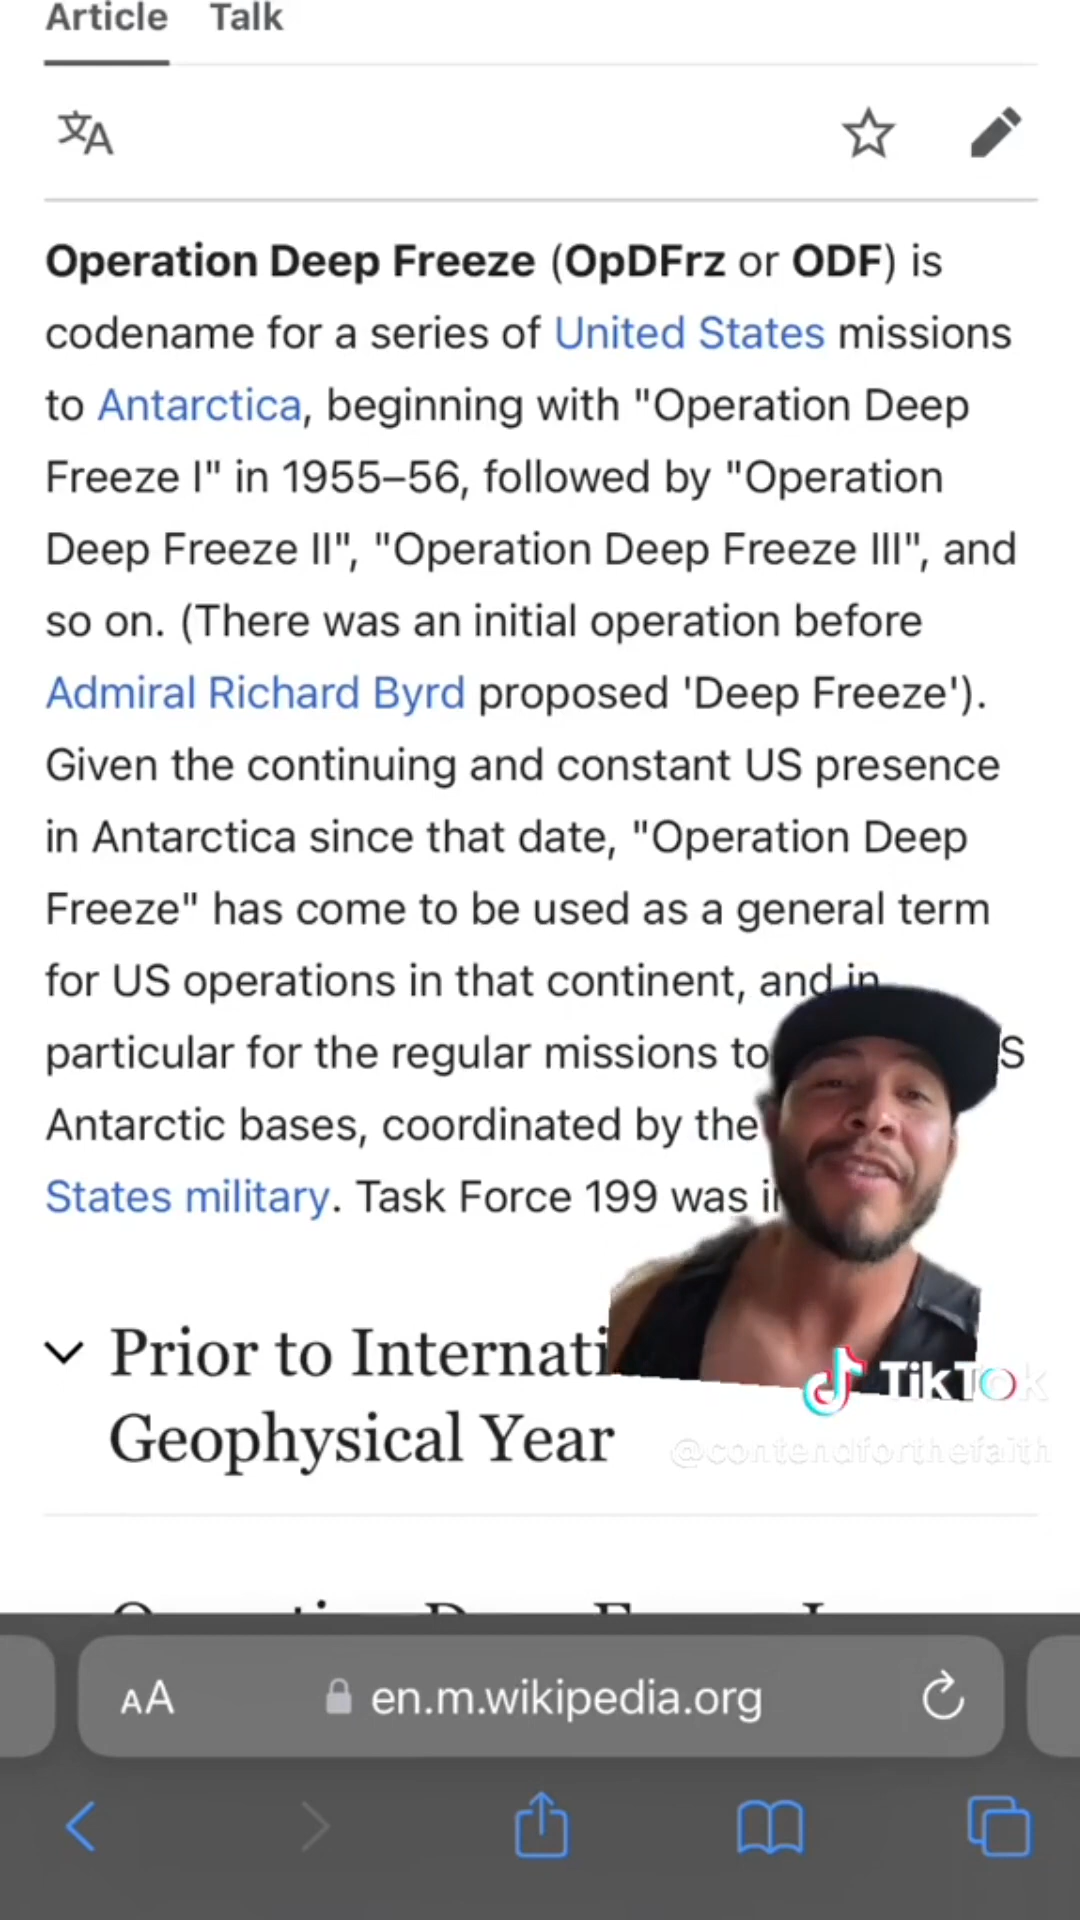 Article Talk
文A
Operation Deep Freeze (OpDFrz or ODF) is
codename for a series of United States missions
to Antarctica, beginning with "Operation Deep
Freeze I" in 1955–56, followed by "Operation
Deep Freeze II", "Operation Deep Freeze III", and
so on. (There was an initial operation before
Admiral Richard Byrd proposed 'Deep Freeze').
Given the continuing and constant US presence
in Antarctica since that date, "Operation Deep
Freeze" has come to be used as a general term
for US operations in that continent, and in
particular for the regular missions to
Antarctic bases, coordinated by the
States military. Task Force 199 was
Prior to
Geophysical Year
TikTok
@contendforthefaith
AA en.m.wikipedia.org